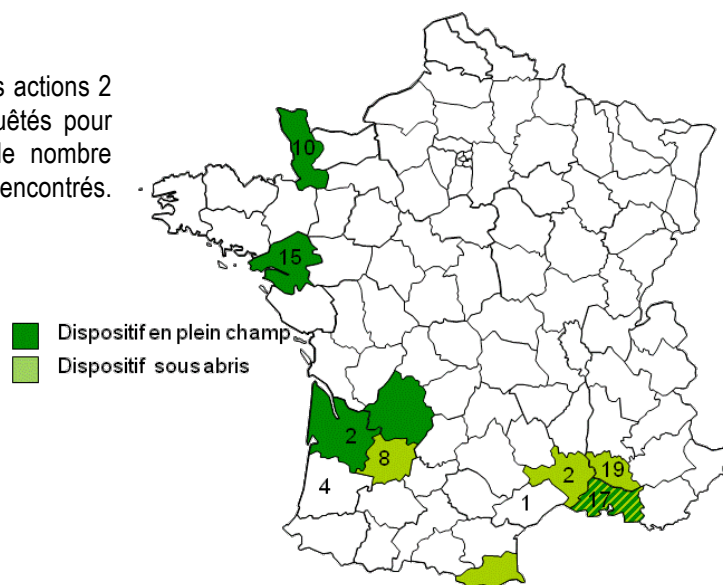 s actions 2
uêtés pour
le nombre
encontrés.
10
15
Dispositif en plein champ
Dispositif sous abris
2
8
4
2
19
17
1